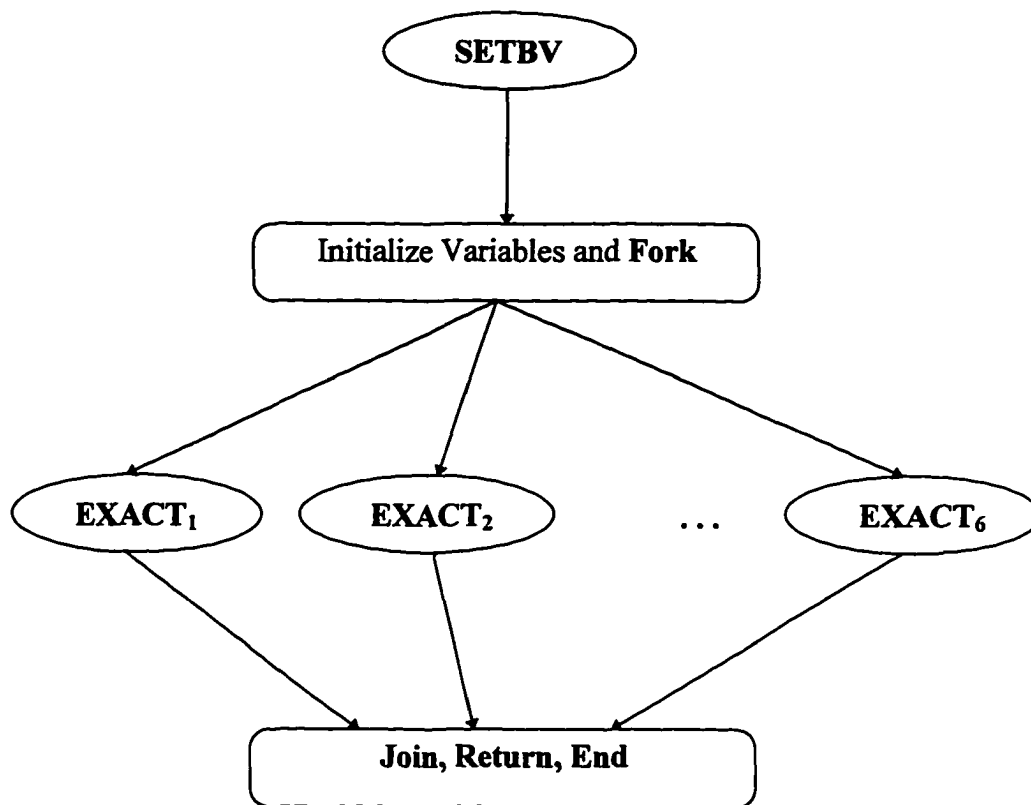 SETBV
Initialize Variables and Fork
EXACT₁
EXACT₂
...
EXACT₆
Join, Return, End